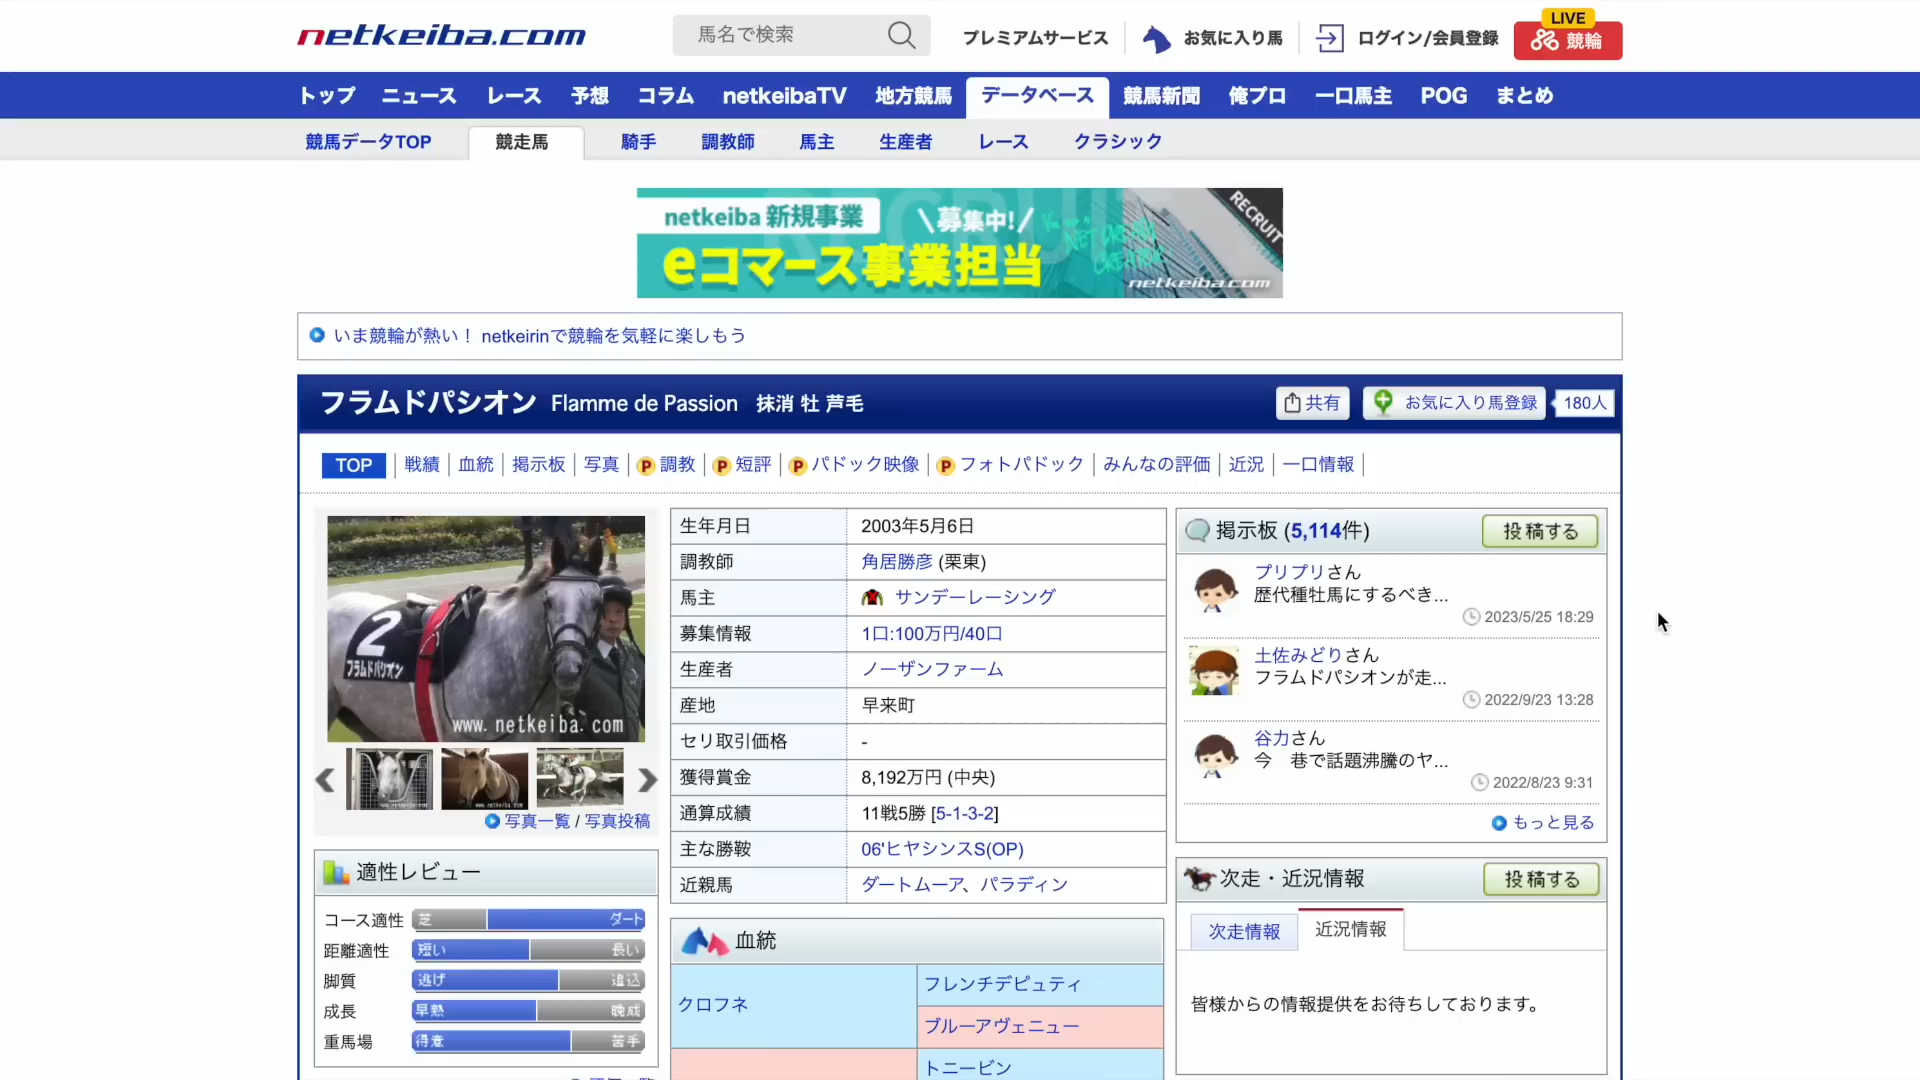 netkeiba.com
馬名で検索
プレミアムサービス
お気に入り馬
ログイン/会員登録
LIVE
競輪
トップ ニュース レース 予想 コラム netkeibaTV 地方競馬 データベース 競馬新聞 俺プロ 一口馬主 POG まとめ
競馬データTOP 競走馬 騎手 調教師 馬主 生産者 レース クラシック
netkeiba 新規事業
\募集中!/
eコマース事業担当
RECRUIT
netkeiba.com
いま競輪が熱い！ netkeirinで競輪を気軽に楽しもう
フラムドパシオン Flamme de Passion 抹消 牡 芦毛
共有
お気に入り馬登録
180人
TOP 戦績 血統 掲示板 写真 P 調教 P 短評 P パドック映像 P フォトパドック みんなの評価 近況 一口情報
2
フラムドパシオン
www.netkeiba.com
写真一覧 / 写真投稿
適性レビュー
コース適性 芝 ダート
距離適性 短い 長い
脚質 逃げ 追込
成長 早熟 晩成
重馬場 得意 苦手
生年月日 2003年5月6日
調教師 角居勝彦 (栗東)
馬主 サンデーレーシング
募集情報 1口:100万円/40口
生産者 ノーザンファーム
産地 早来町
セリ取引価格 -
獲得賞金 8,192万円 (中央)
通算成績 11戦5勝 [5-1-3-2]
主な勝鞍 06'ヒヤシンスS(OP)
近親馬 ダートムーア、パラディン
血統
クロフネ
フレンチデピュティ
ブルーアヴェニュー
トニービン
掲示板 (5,114件)
投稿する
プリプリさん
歴代種牡馬にするべき...
2023/5/25 18:29
土佐みどりさん
フラムドパシオンが走...
2022/9/23 13:28
谷力さん
今　巷で話題沸騰のヤ...
2022/8/23 9:31
もっと見る
次走・近況情報
投稿する
次走情報 近況情報
皆様からの情報提供をお待ちしております。